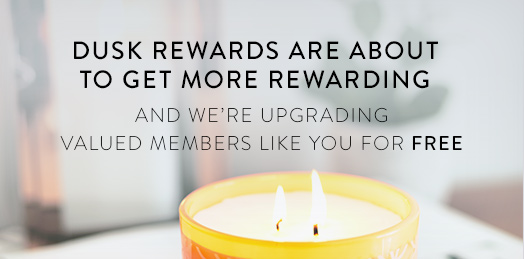 DUSK REWARDS ARE ABOUT
TO GET MORE REWARDING
AND WE'RE UPGRADING
VALUED MEMBERS LIKE YOU FOR FREE